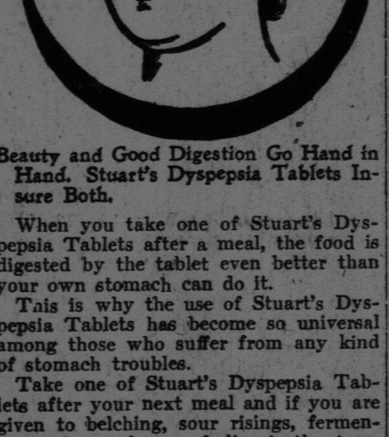 Beauty and Good Digestion Go Hand in
Hand. Stuart's Dyspepsia Tablets In-
sure Both.
When you take one of Stuart's Dys-
pepsia Tablets after a meal, the food is
digested by the tablet even better than
your own stomach can do it.
Tais is why the use of Stuart's Dys-
pepsia Tablets has become so universal
among those who suffer from any kind
of stomach troubles.
Take one of Stuart's Dyspepsia Tab-
lets after your next meal and if you are
given to belching, sour risings, fermen-